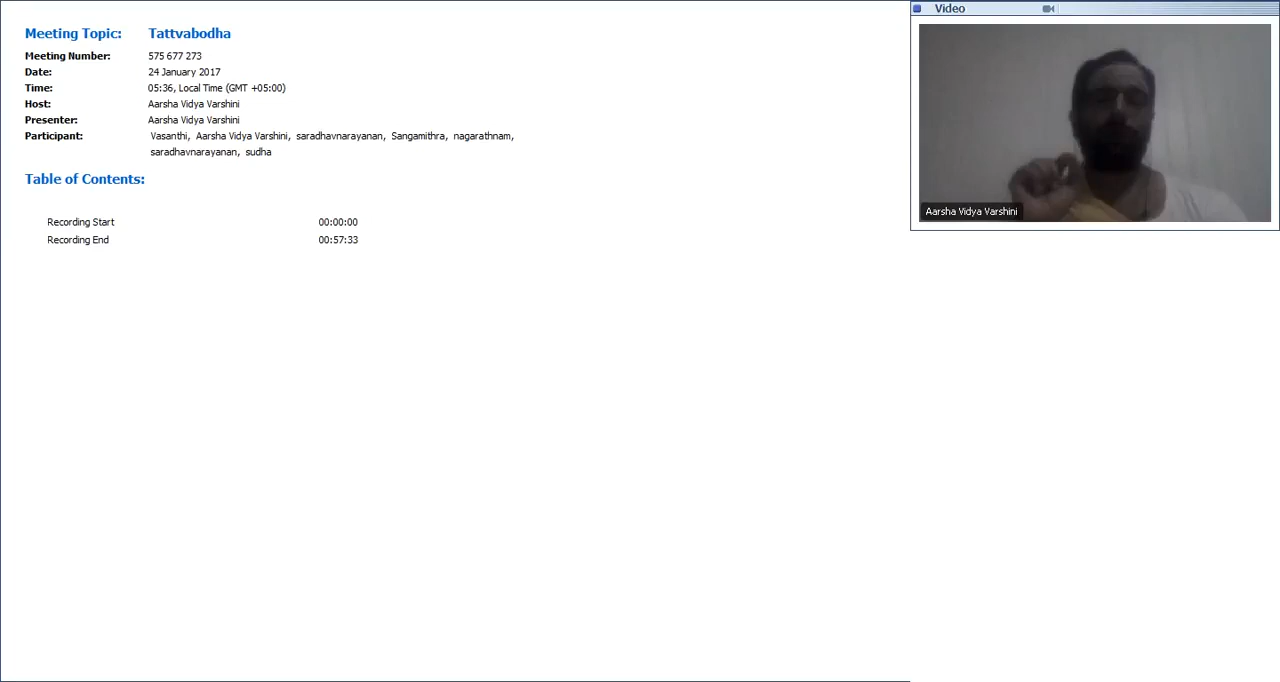 Meeting Topic: Tattvabodha
Meeting Number: 575 677 273
Date: 24 January 2017
Time: 05:36, Local Time (GMT +05:00)
Host: Aarsha Vidya Varshini
Presenter: Aarsha Vidya Varshini
Participant: Vasanthi, Aarsha Vidya Varshini, saradhavnarayanan, Sangamithra, nagarathnam,
saradhavnarayanan, sudha
Table of Contents:
Recording Start 00:00:00
Recording End 00:57:33
Video
Aarsha Vidya Varshini